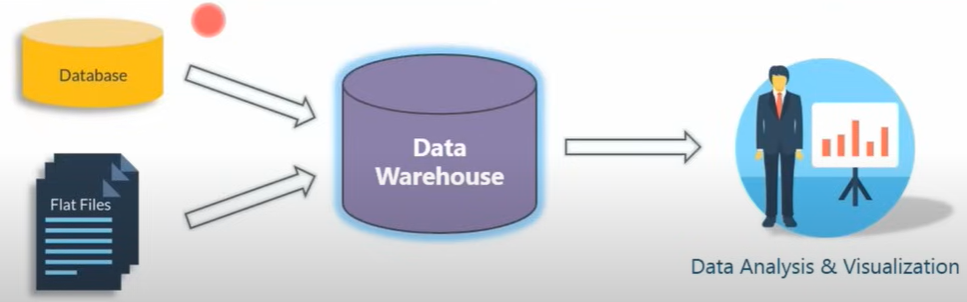 Database
Flat Files
Data
Warehouse
Data Analysis & Visualization